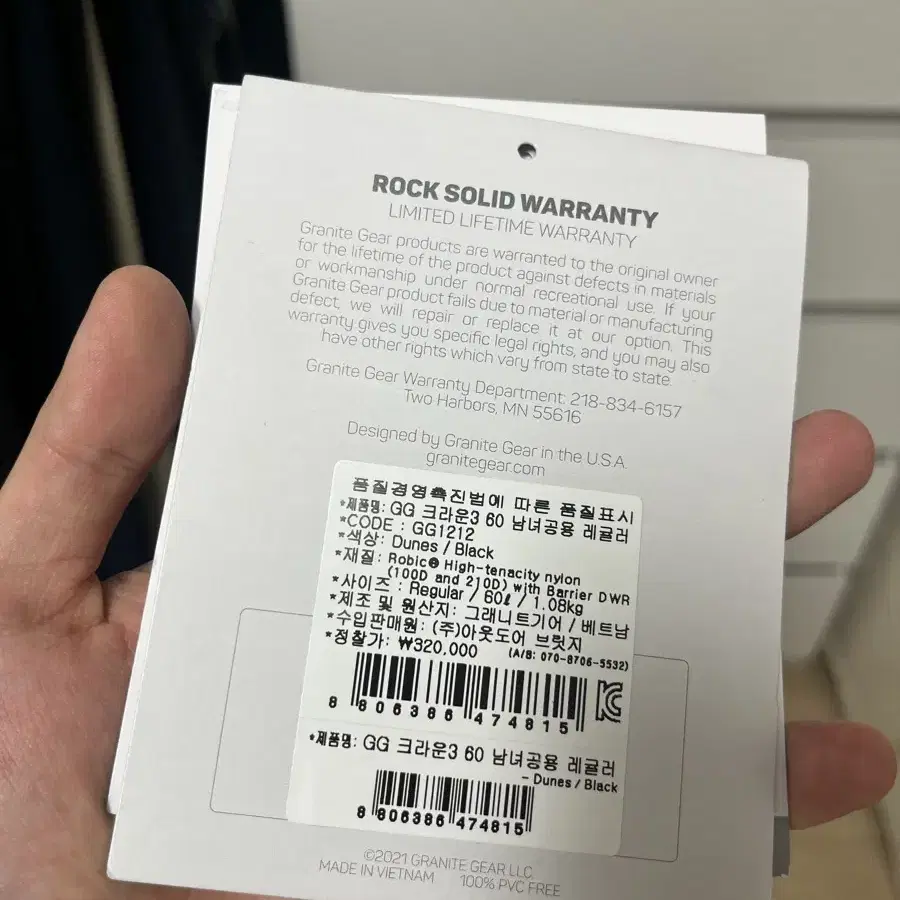 ROCK SOLID WARRANTY
LIMITED LIFETIME WARRANTY
Granite Gear products are warranted to the original owner
for the lifetime of the product against defects in materials
or workmanship under normal recreational use. If your
Granite Gear product fails due to material or manufacturing
defect, we will repair or replace it at our option. This
warranty gives you specific legal rights, and you may also
have other rights which vary from state to state.
Granite Gear Warranty Department: 218-834-6157
Two Harbors, MN 55616
Designed by Granite Gear in the U.S.A.
granitegear.com
품질경영촉진법에 따른 품질표시
*제품명: GG 크라운3 60 남녀공용 레귤러
*CODE : GG1212
*색상: Dunes / Black
*재질: Robic® High-tenacity nylon
(100D and 210D) with Barrier DWR
*사이즈 : Regular / 60ℓ / 1.08kg
*제조 및 원산지: 그래니트기어 / 베트남
*수입판매원: (주)아웃도어 브릿지
*정찰가: ₩320,000 (A/S: 070-8706-5532)
8 806386 474815
*제품명: GG 크라운3 60 남녀공용 레귤러
- Dunes / Black
8 806386 474815
©2021 GRANITE GEAR LLC.
MADE IN VIETNAM 100% PVC FREE